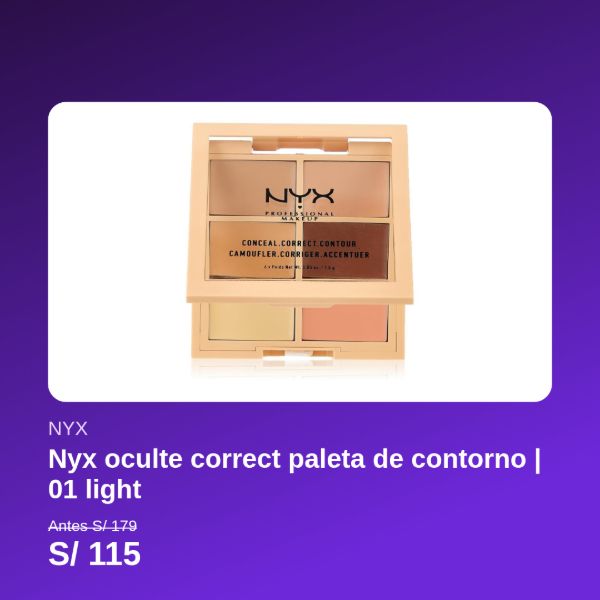 NYX
PROFESSIONAL
MAKEUP
CONCEAL.CORRECT.CONTOUR
CAMOUFLER.CORRIGER.ACCENTUER
NYX
Nyx oculte correct paleta de contorno |
01 light
Antes S/ 179
S/ 115